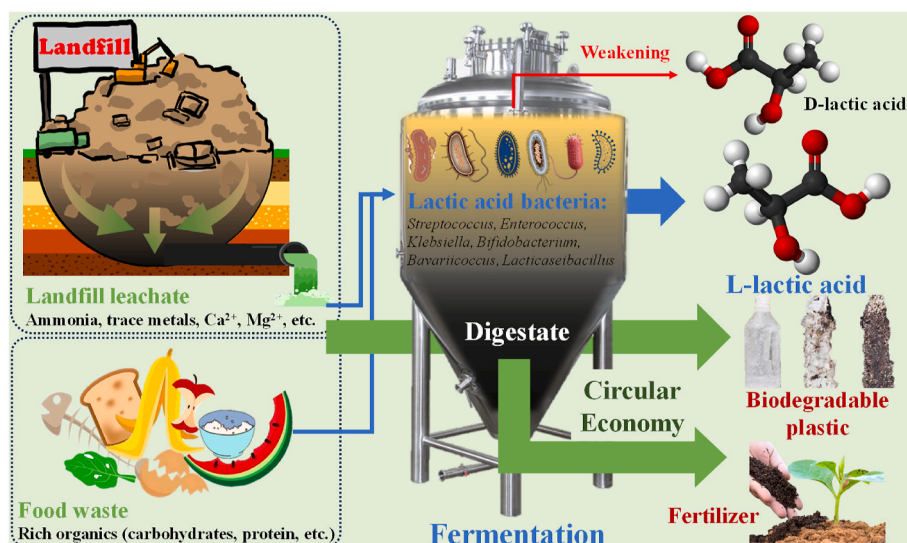 Landfill
Landfill leachate
Ammonia, trace metals, Ca²⁺, Mg²⁺, etc.
Food waste
Rich organics (carbohydrates, protein, etc.)
Weakening
D-lactic acid
Lactic acid bacteria:
Streptococcus, Enterococcus,
Klebsiella, Bifidobacterium,
Bavariicoccus, Lacticaseibacillus
L-lactic acid
Digestate
Circular
Economy
Biodegradable
plastic
Fertilizer
Fermentation